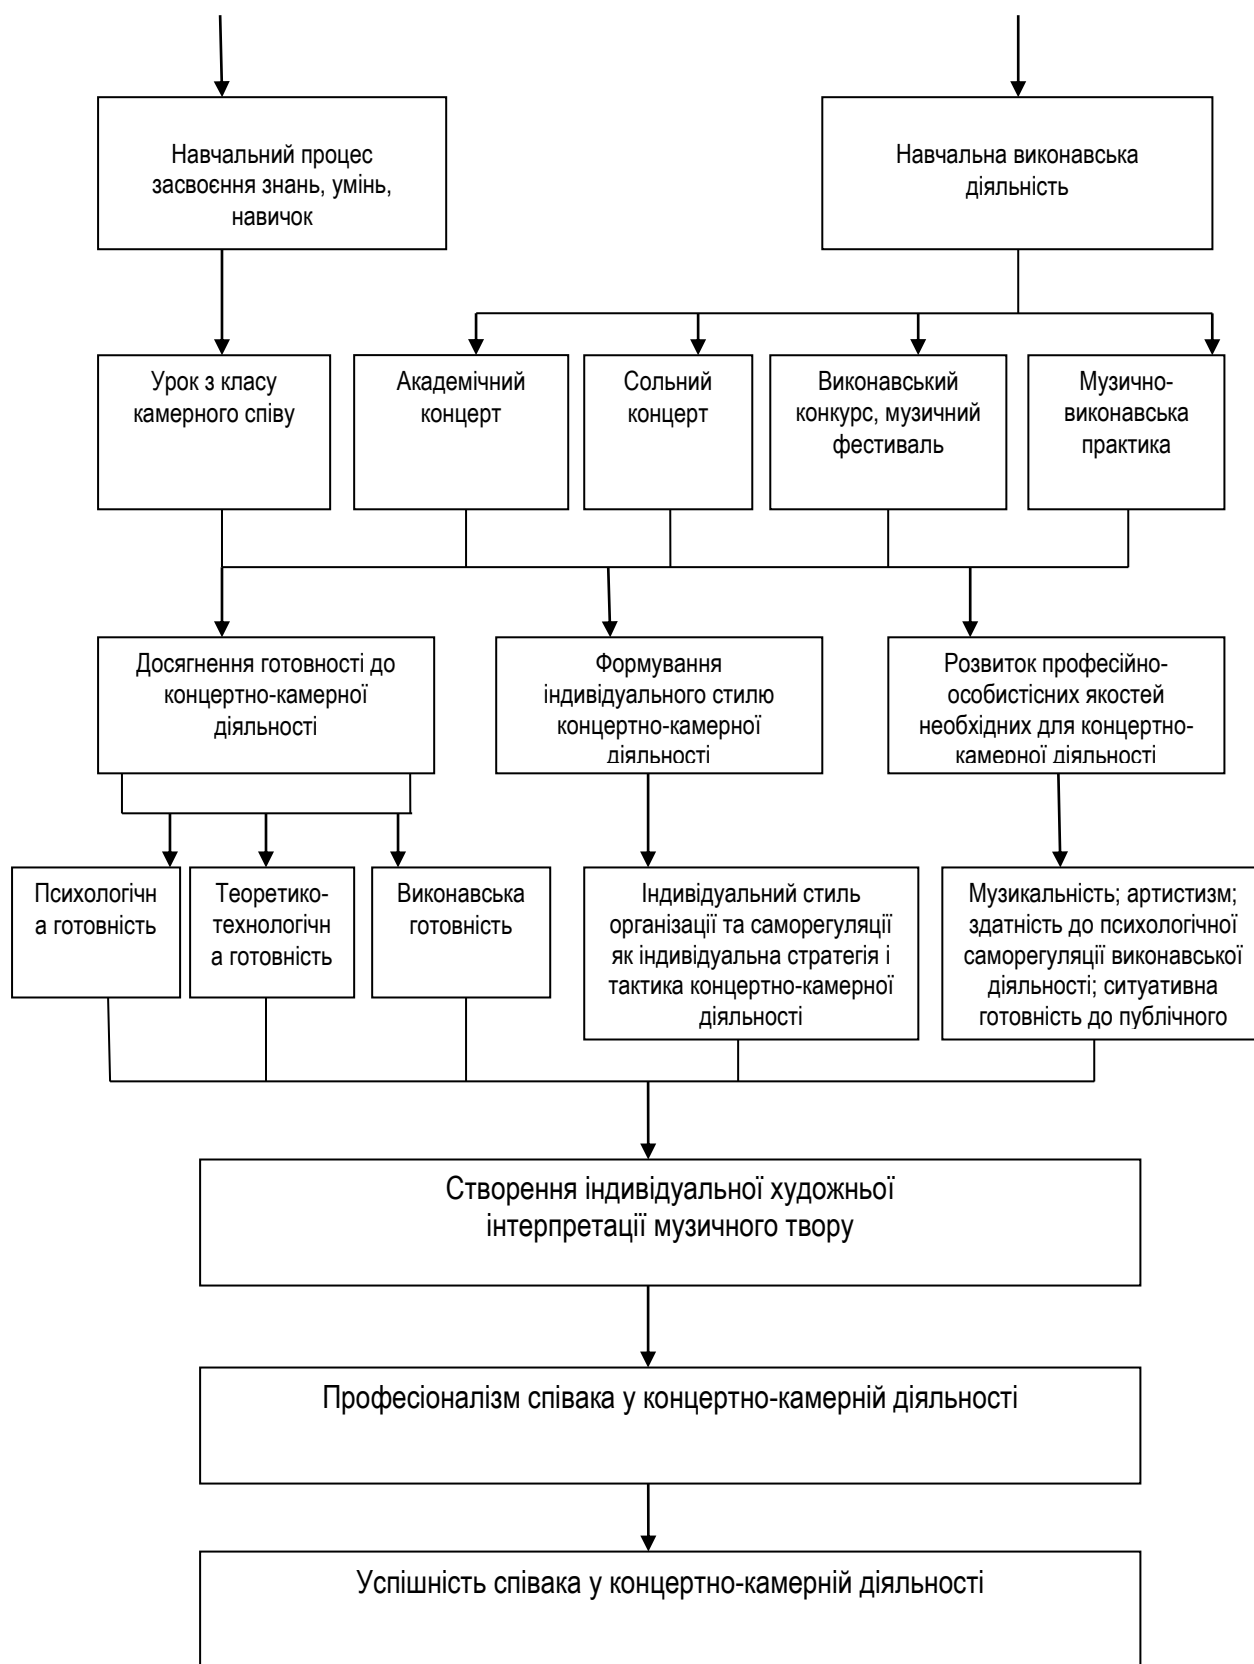 Навчальний процес
засвоєння знань, умінь,
навичок
Навчальна виконавська
діяльність
Урок з класу
камерного співу
Академічний
концерт
Сольний
концерт
Виконавський
конкурс, музичний
фестиваль
Музично-
виконавська
практика
Досягнення готовності до
концертно-камерної
діяльності
Формування
індивідуального стилю
концертно-камерної
діяльності
Розвиток професійно-
особистісних якостей
необхідних для концертно-
камерної діяльності
Психологічн
а готовність
Теоретико-
технологічн
а готовність
Виконавська
готовність
Індивідуальний стиль
організації та саморегуляції
як індивідуальна стратегія і
тактика концертно-камерної
діяльності
Музикальність; артистизм;
здатність до психологічної
саморегуляції виконавської
діяльності; ситуативна
готовність до публічного
Створення індивідуальної художньої
інтерпретації музичного твору
Професіоналізм співака у концертно-камерній діяльності
Успішність співака у концертно-камерній діяльності